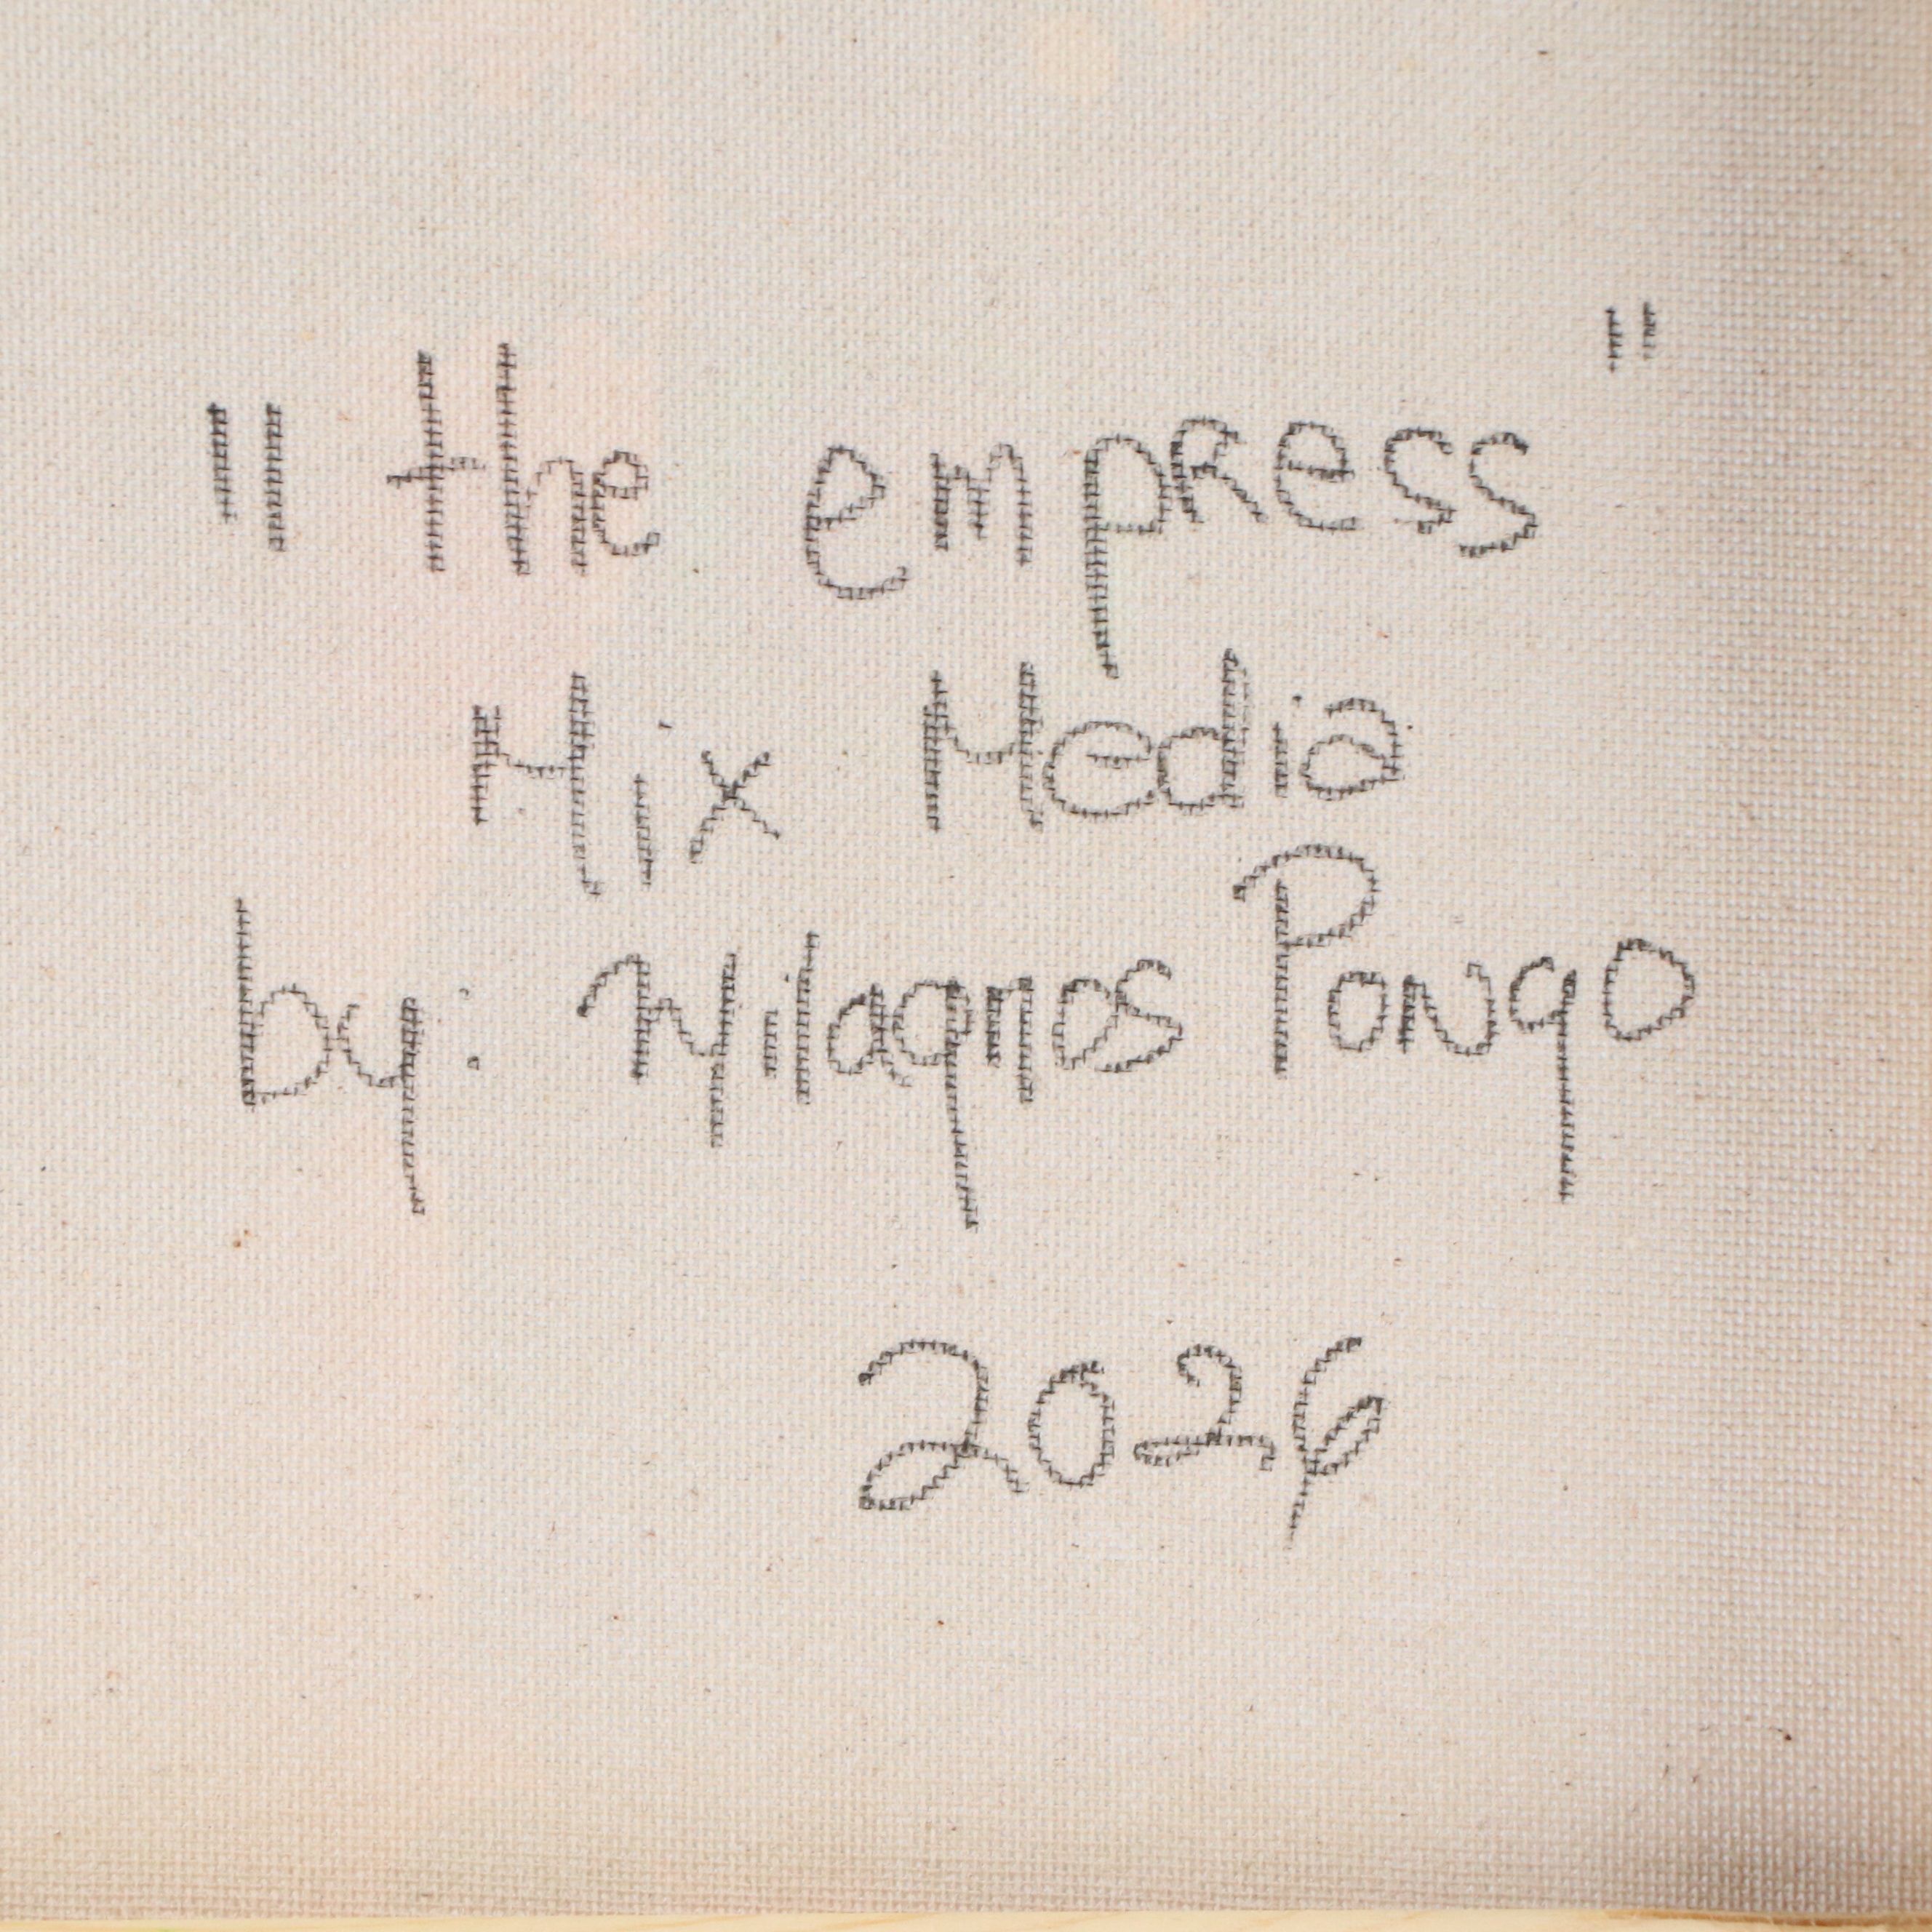 "the empress"
Mix Media
by: Milagros Pongo
2026